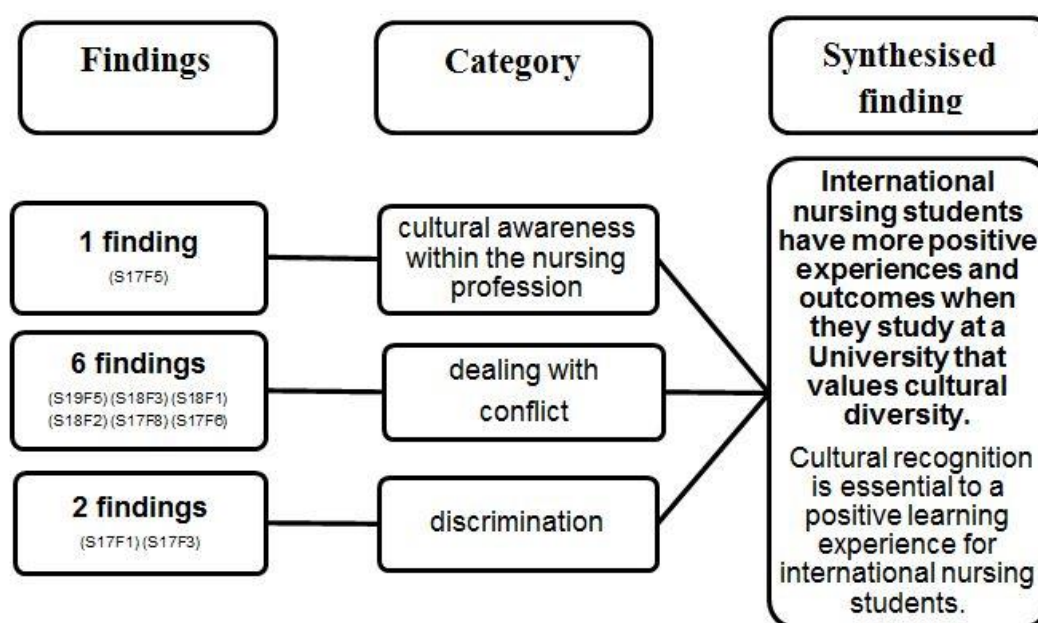 Findings
Category
Synthesised
finding
1 finding
(S17F5)
cultural awareness
within the nursing
profession
6 findings
(S19F5) (S18F3) (S18F1)
(S18F2) (S17F8) (S17F6)
dealing with
conflict
2 findings
(S17F1) (S17F3)
discrimination
International
nursing students
have more positive
experiences and
outcomes when
they study at a
University that
values cultural
diversity.
Cultural recognition
is essential to a
positive learning
experience for
international nursing
students.